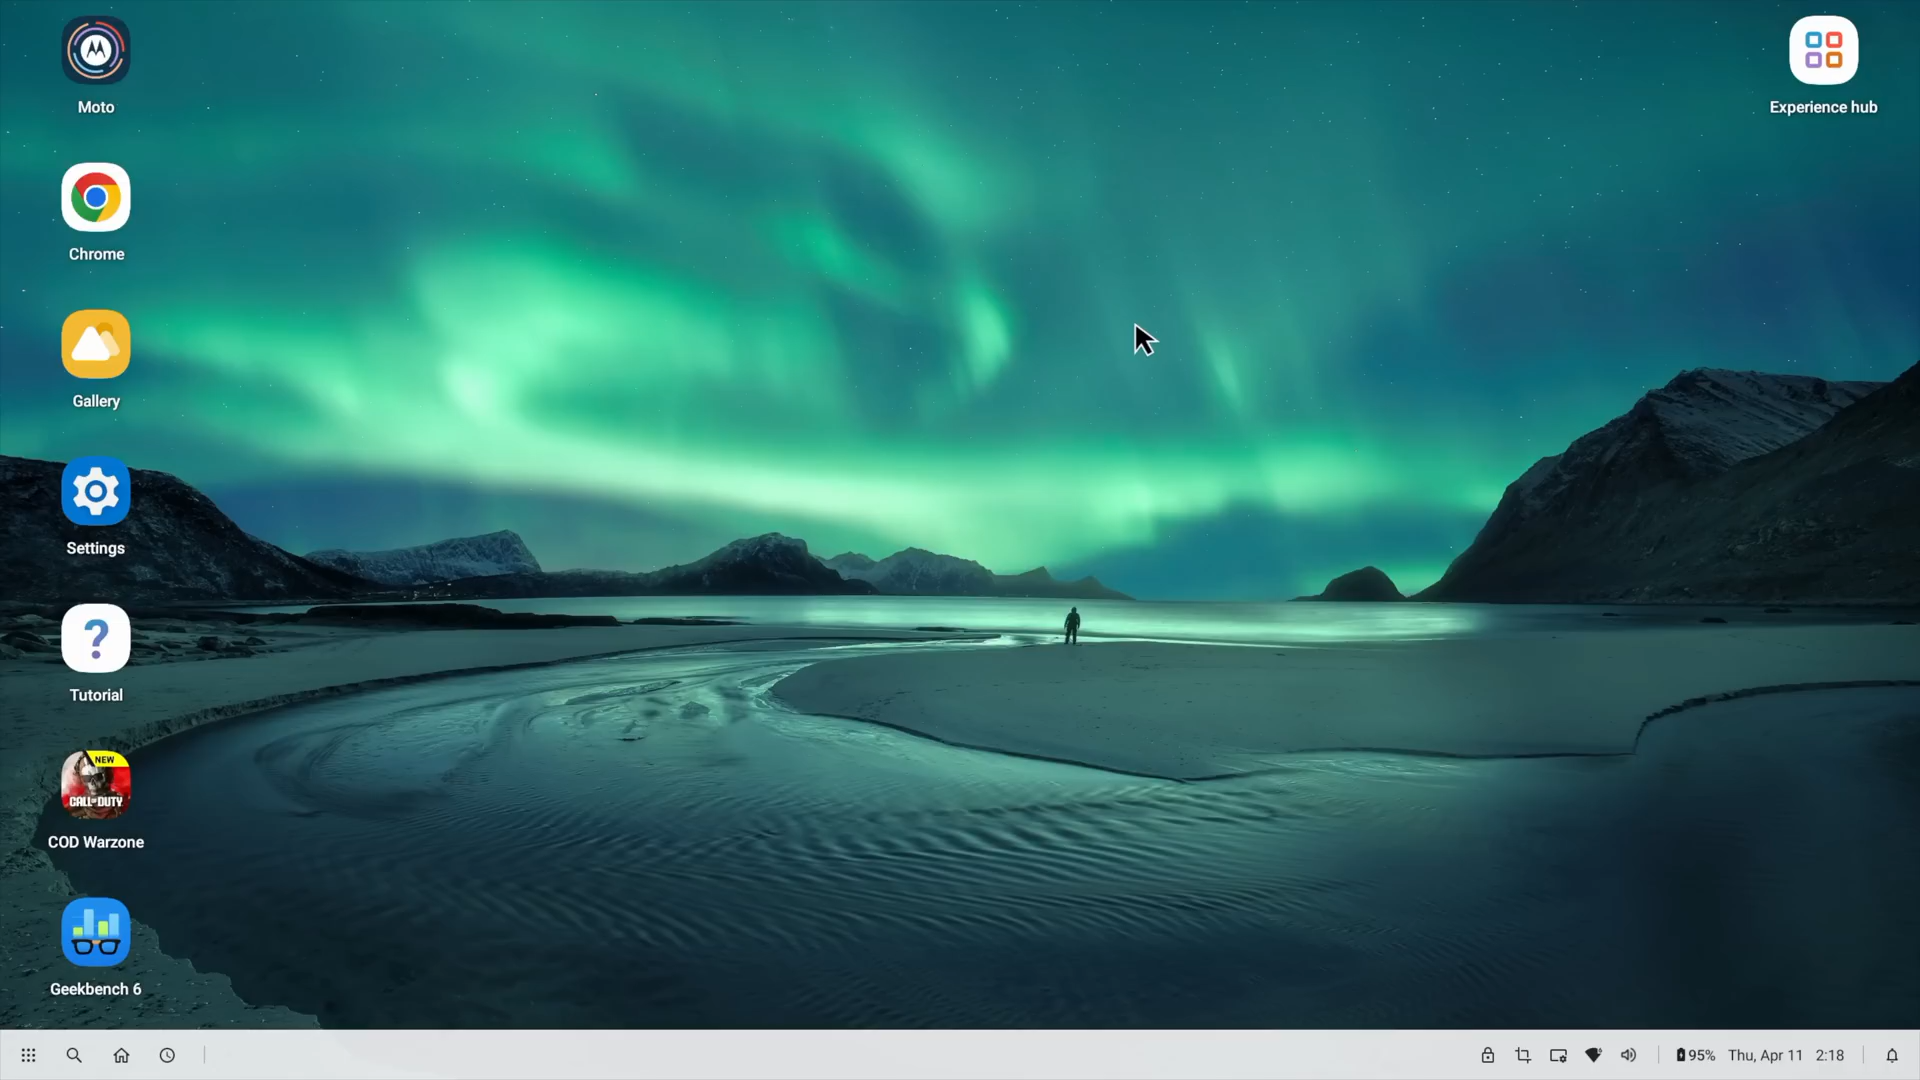 Moto
Experience hub
Chrome
Gallery
Settings
?
Tutorial
NEW
CALL OF DUTY
COD Warzone
Geekbench 6
95% Thu, Apr 11 2:18